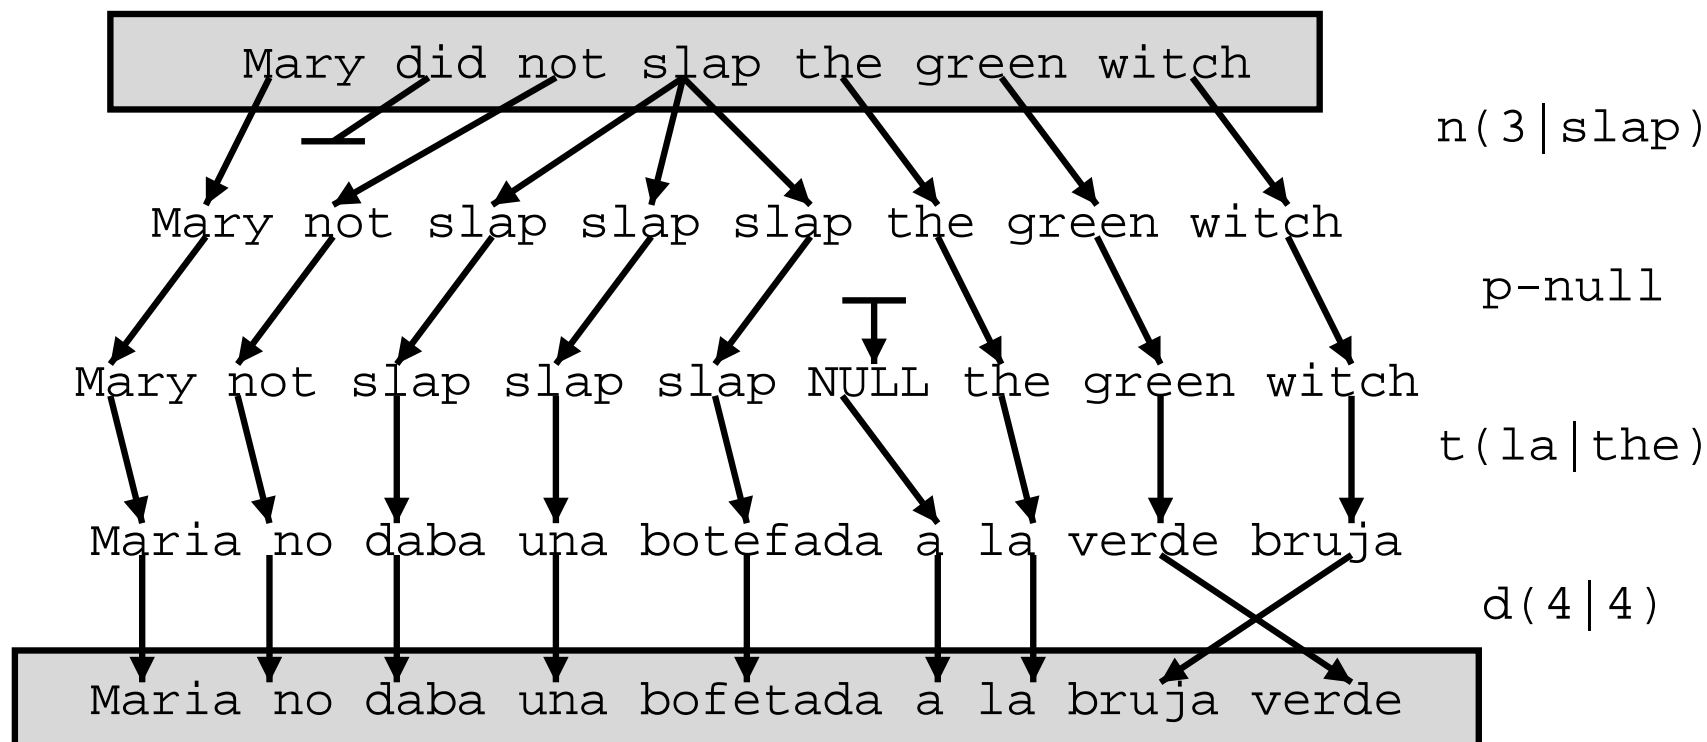 Mary did not slap the green witch
n(3|slap)
Mary not slap slap slap the green witch
p-null
Mary not slap slap slap NULL the green witch
t(la|the)
Maria no daba una botefada a la verde bruja
d(4|4)
Maria no daba una bofetada a la bruja verde